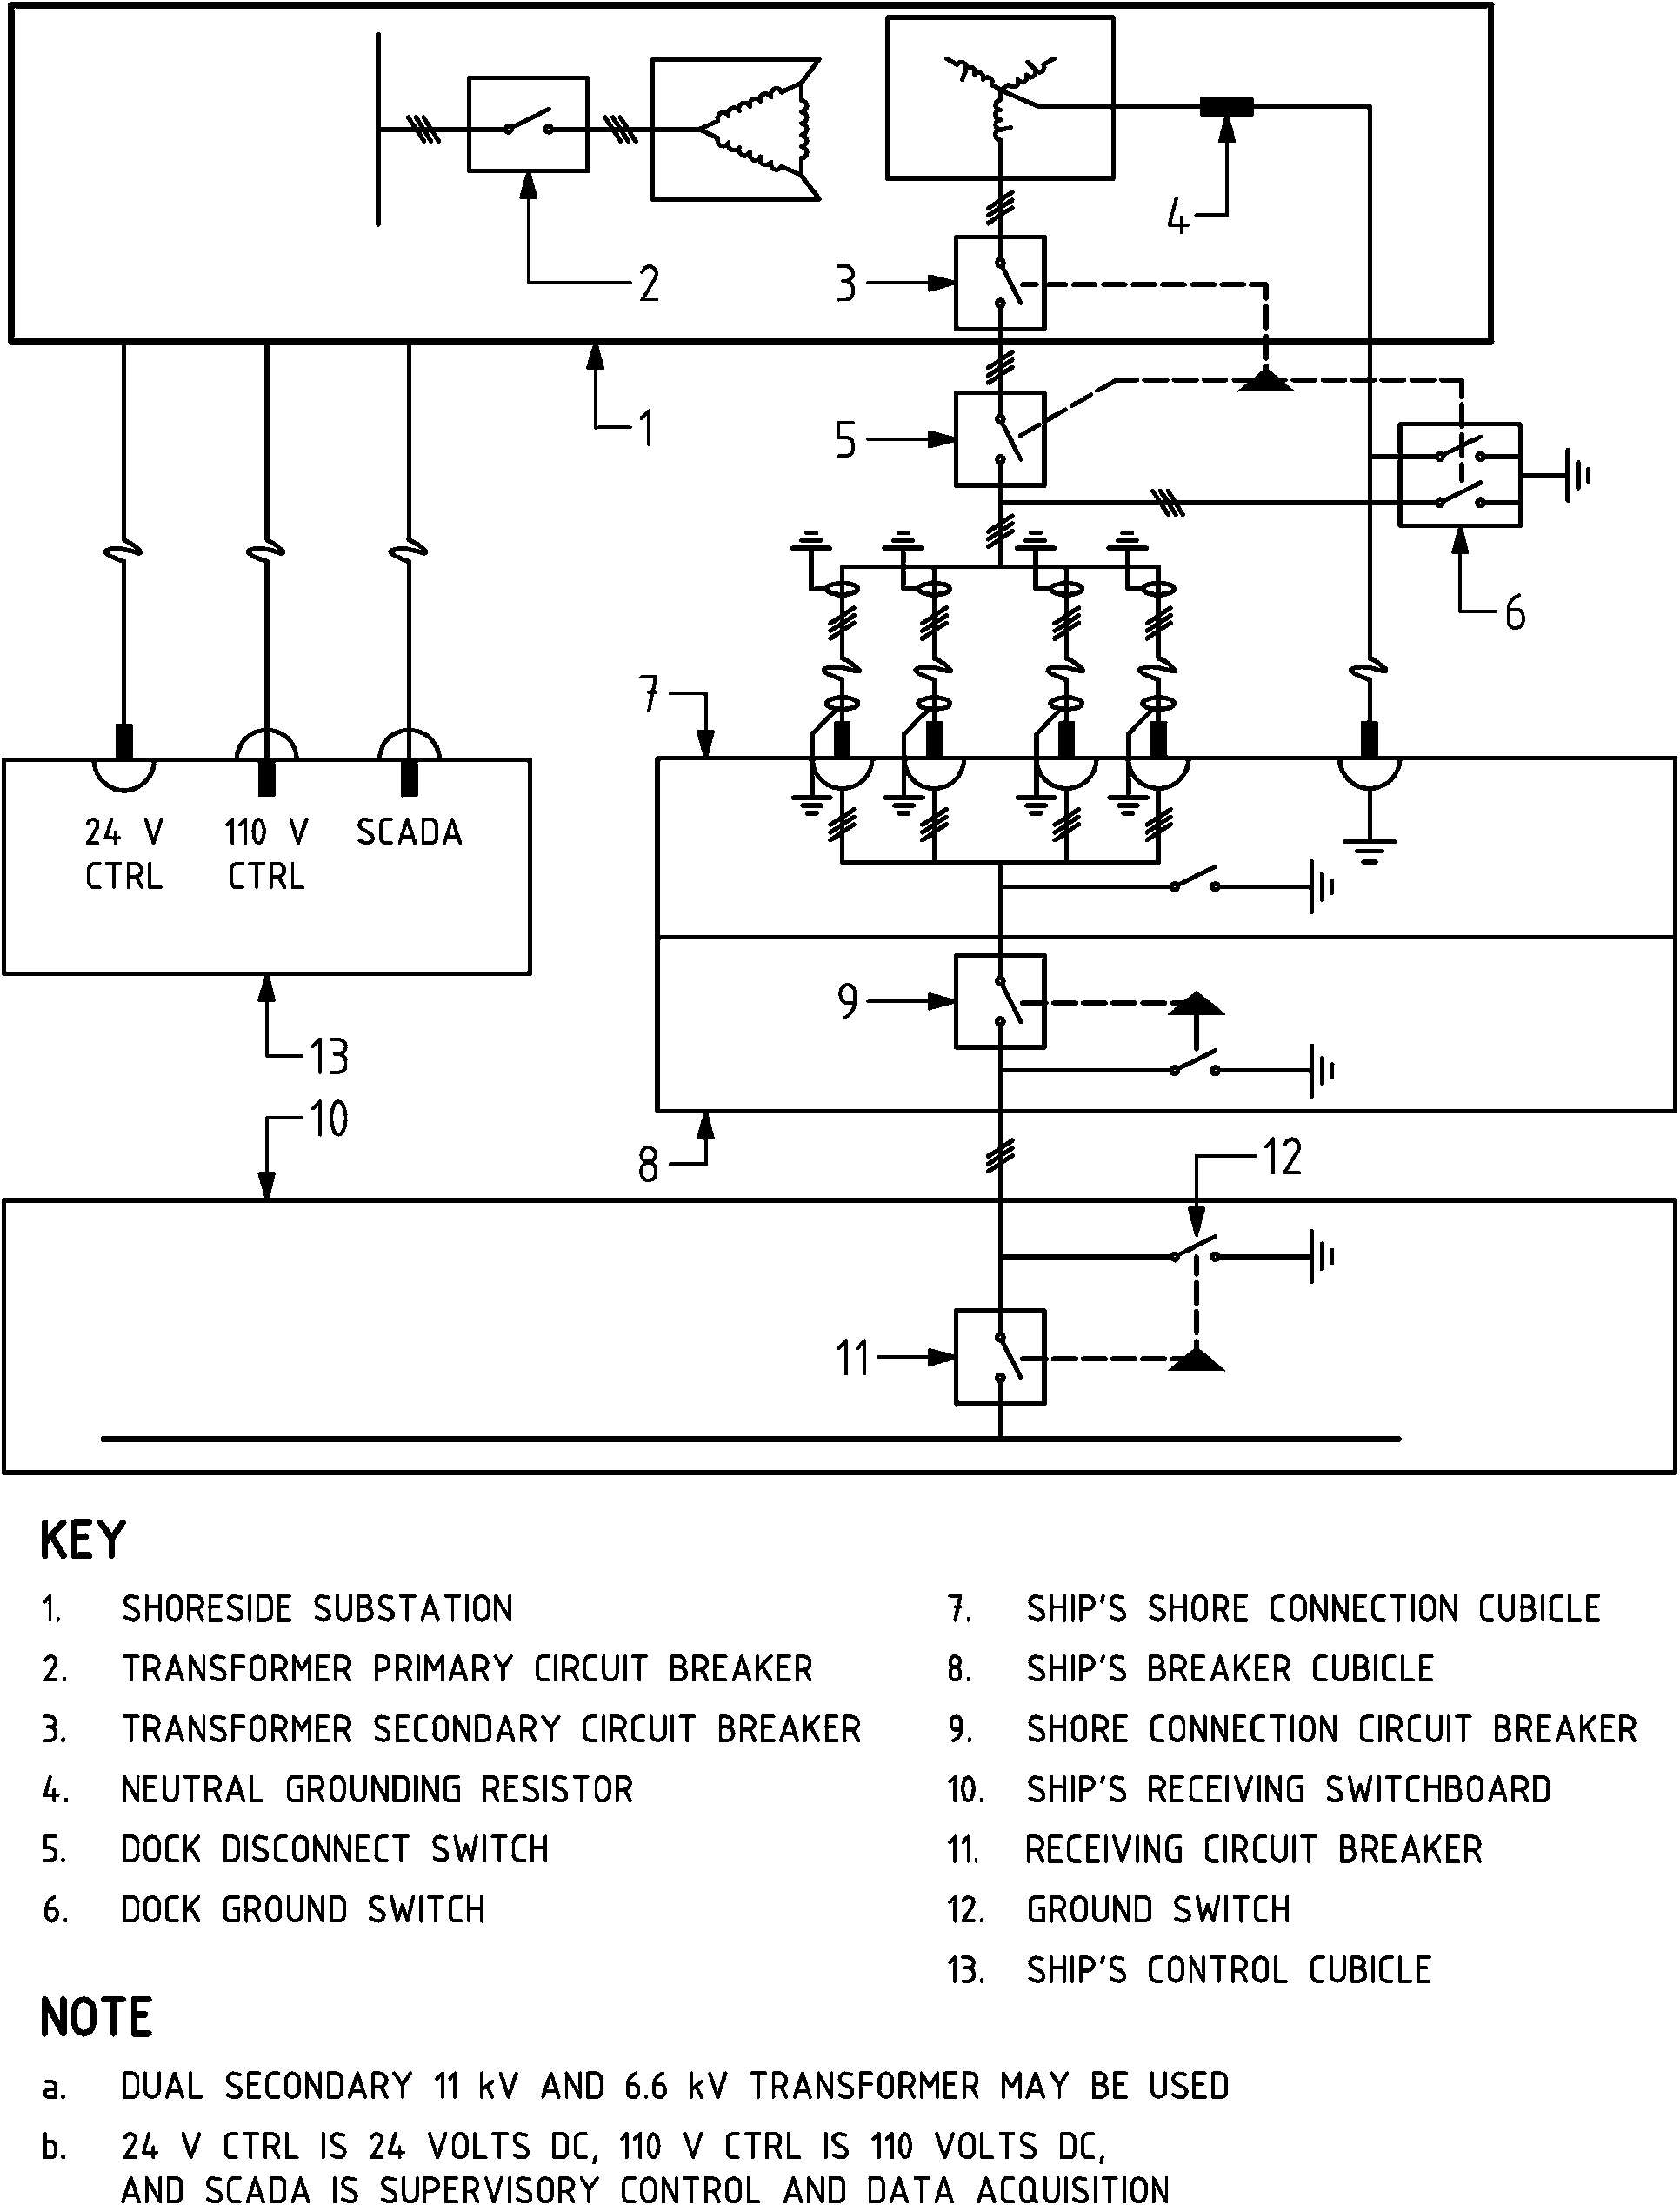 2
4
3
1
5
6
7
24 V
CTRL
110 V
CTRL
SCADA
9
13
10
8
12
11
KEY
1. SHORESIDE SUBSTATION
2. TRANSFORMER PRIMARY CIRCUIT BREAKER
3. TRANSFORMER SECONDARY CIRCUIT BREAKER
4. NEUTRAL GROUNDING RESISTOR
5. DOCK DISCONNECT SWITCH
6. DOCK GROUND SWITCH
7. SHIP'S SHORE CONNECTION CUBICLE
8. SHIP'S BREAKER CUBICLE
9. SHORE CONNECTION CIRCUIT BREAKER
10. SHIP'S RECEIVING SWITCHBOARD
11. RECEIVING CIRCUIT BREAKER
12. GROUND SWITCH
13. SHIP'S CONTROL CUBICLE
NOTE
a. DUAL SECONDARY 11 kV AND 6.6 kV TRANSFORMER MAY BE USED
b. 24 V CTRL IS 24 VOLTS DC, 110 V CTRL IS 110 VOLTS DC,
AND SCADA IS SUPERVISORY CONTROL AND DATA ACQUISITION